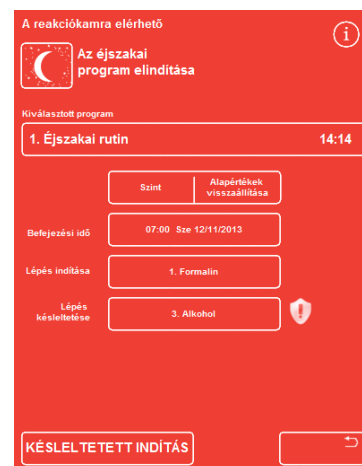 A reakciókamra elérhető
i
Az éjszakai
program elindítása
Kiválasztott program
1. Éjszakai rutin 14:14
Szint
Alapértékek
visszaállítása
Befejezési idő
07:00 Sze 12/11/2013
Lépés indítása
1. Formalin
Lépés
késleltetése
3. Alkohol
!
KÉSLELTETETT INDÍTÁS